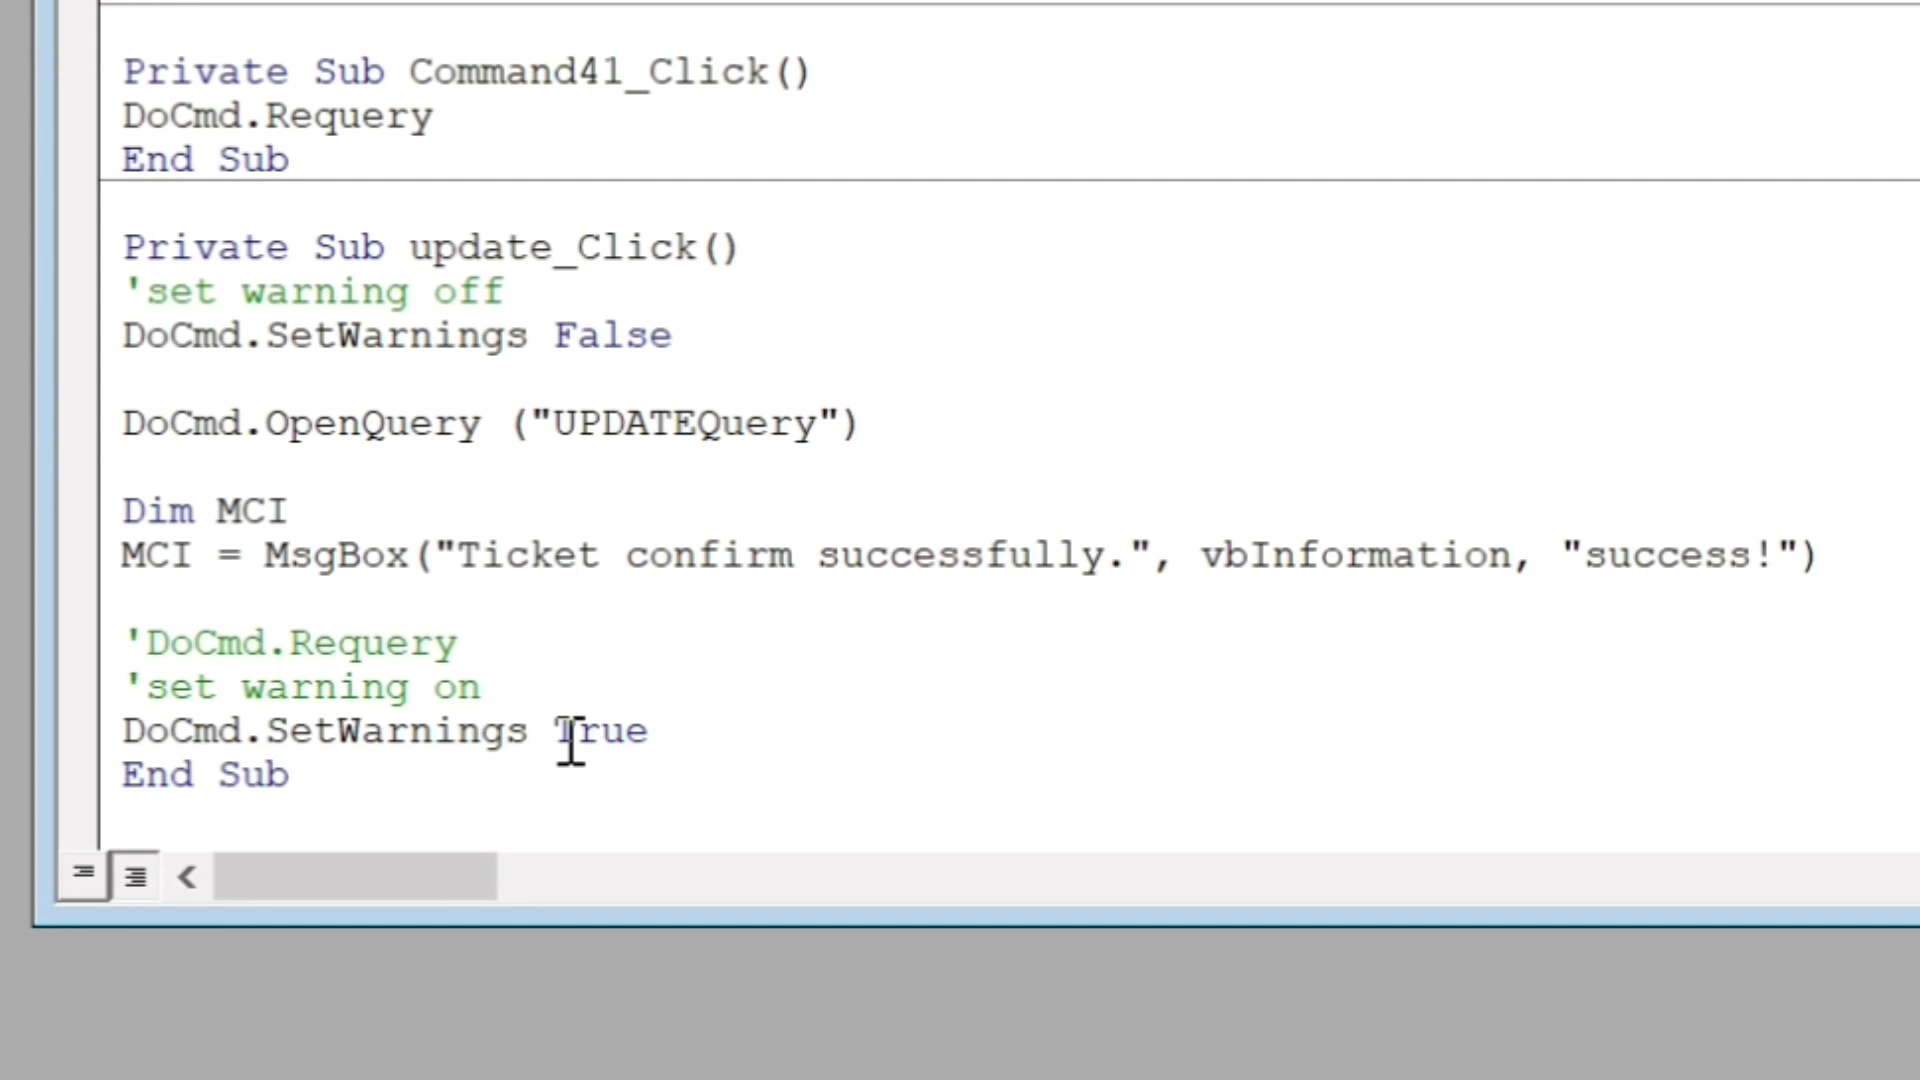 Private Sub Command41_Click()
DoCmd.Requery
End Sub
Private Sub update_Click()
'set warning off
DoCmd.SetWarnings False
DoCmd.OpenQuery ("UPDATEQuery")
Dim MCI
MCI = MsgBox("Ticket confirm successfully.", vbInformation, "success!")
'DoCmd.Requery
'set warning on
DoCmd.SetWarnings True
End Sub